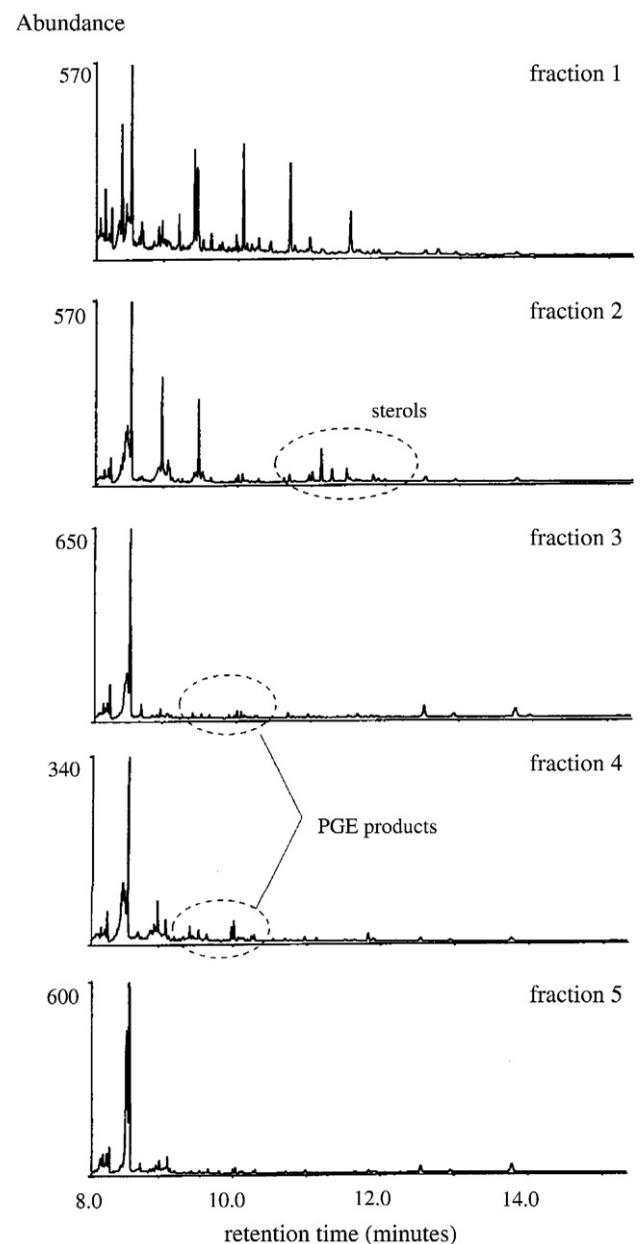 Abundance
570
fraction 1
570
fraction 2
sterols
650
fraction 3
340
fraction 4
PGE products
600
fraction 5
8.0 10.0 12.0 14.0
retention time (minutes)